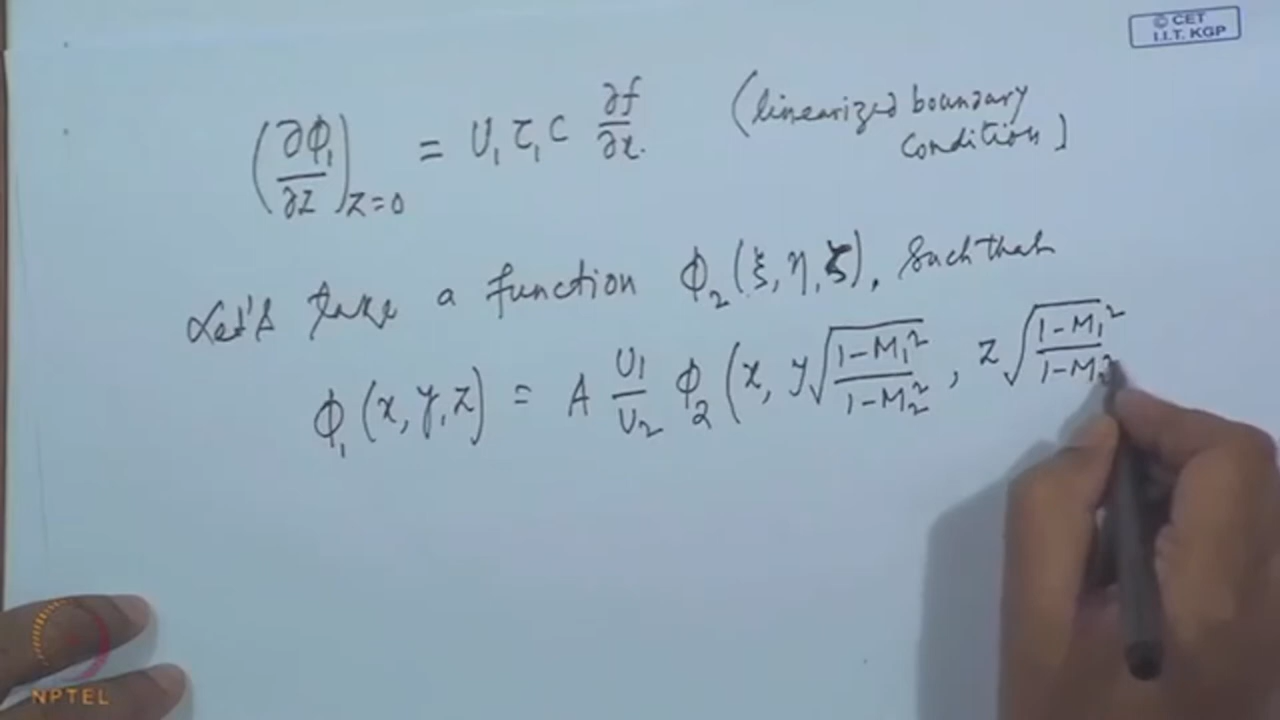 © CET
I.I.T. KGP
(∂φ₁/∂z)_{z=0} = U₁ τ₁ c ∂f/∂x. (linearized boundary
condition)
Let's take a function φ₂(ξ, η, ζ), such that
φ₁(x, y, z) = A U₁/U₂ φ₂(x, y√((1-M₁²)/(1-M₂²)), z√((1-M₁²)/(1-M₂²
NPTEL